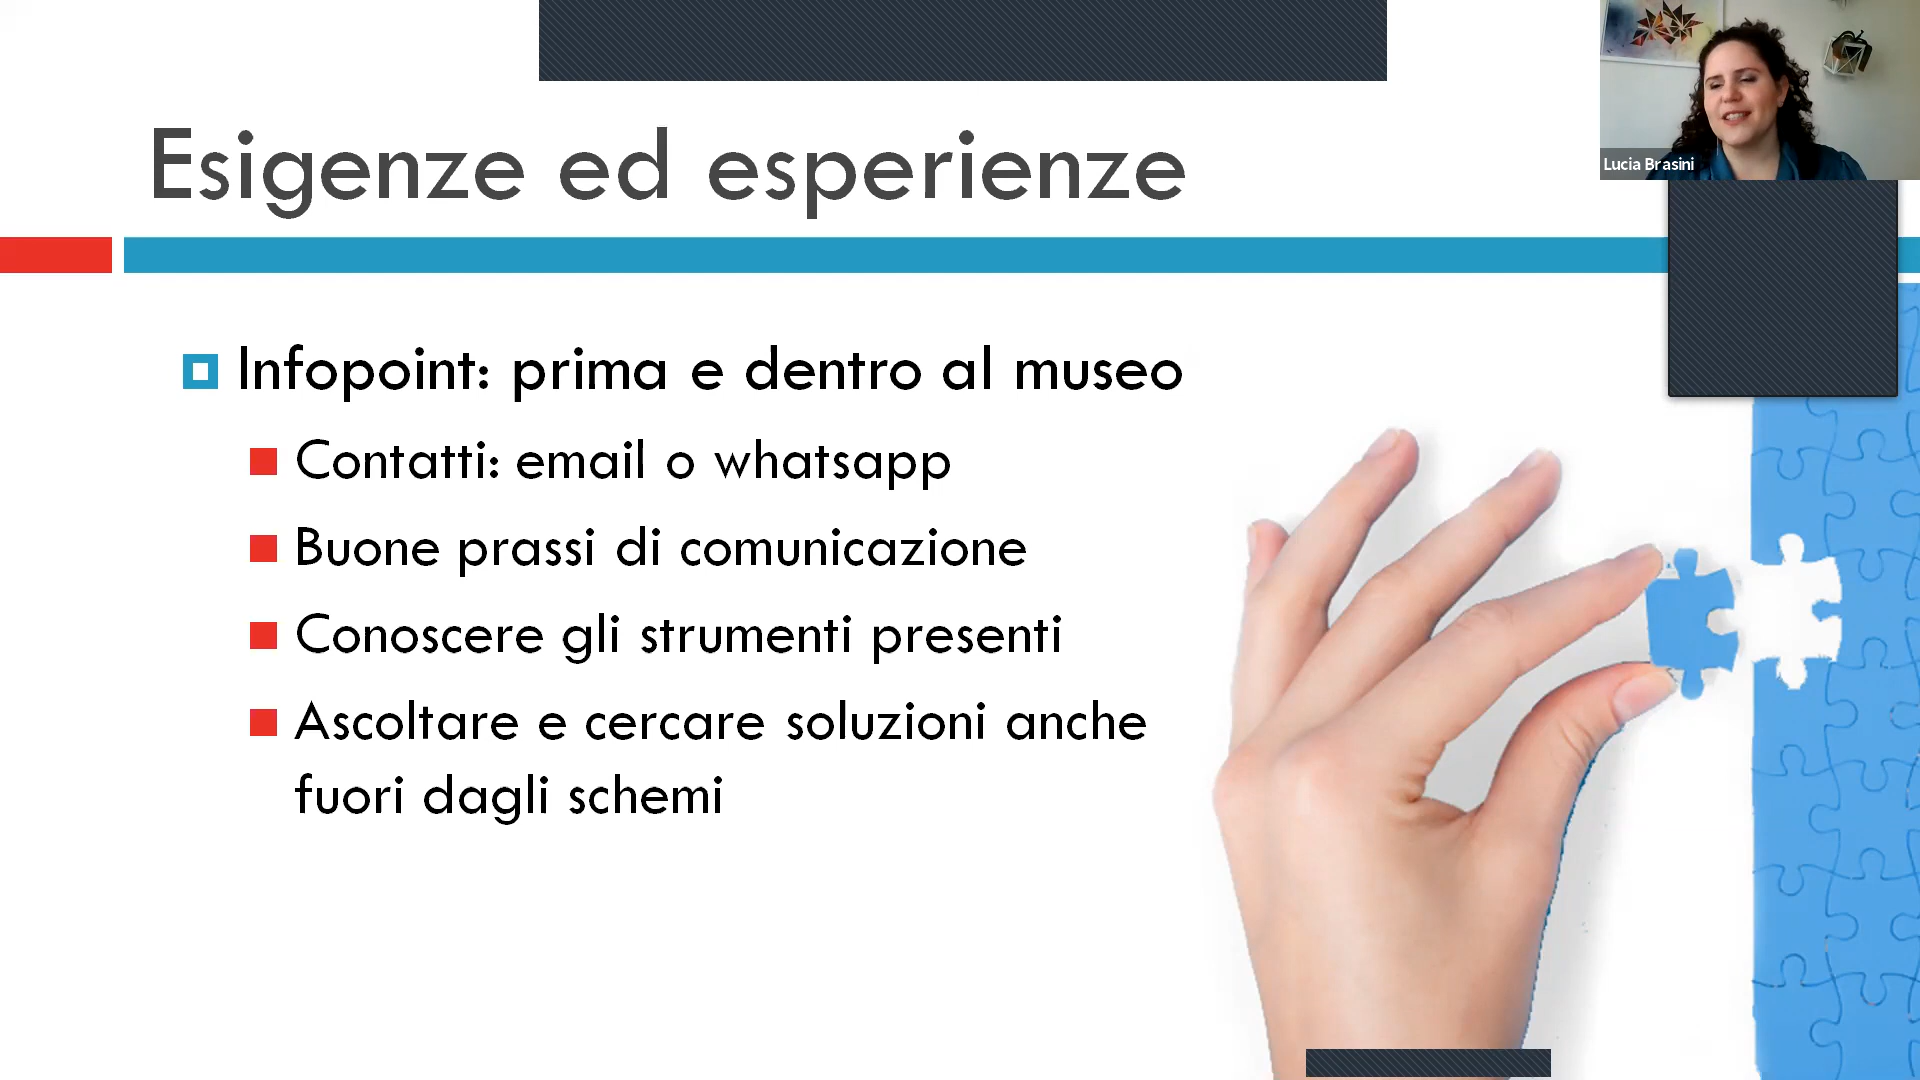 Esigenze ed esperienze
Lucia Brasini
Infopoint: prima e dentro al museo
Contatti: email o whatsapp
Buone prassi di comunicazione
Conoscere gli strumenti presenti
Ascoltare e cercare soluzioni anche
fuori dagli schemi